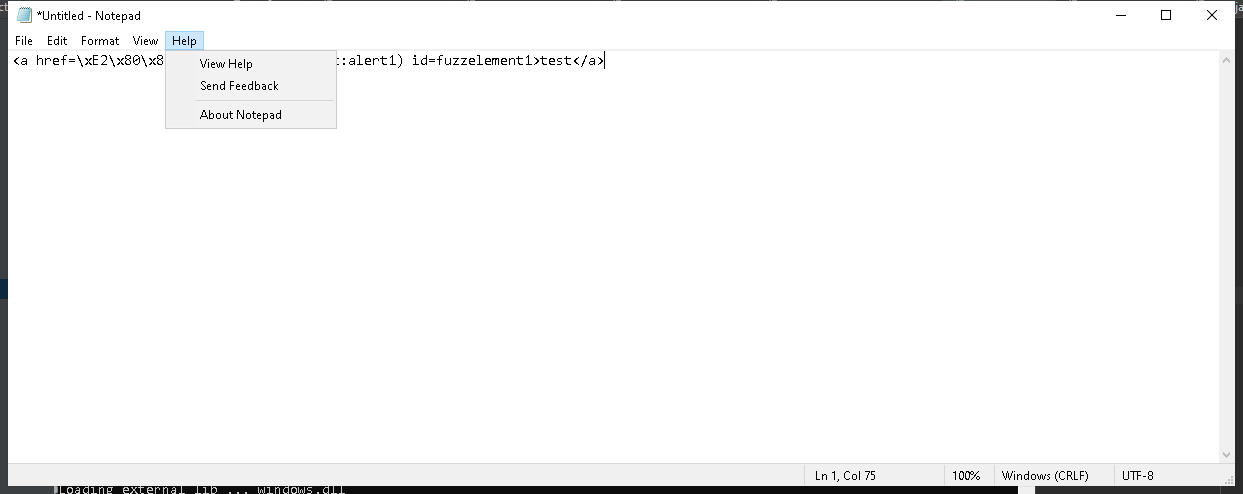 *Untitled - Notepad
File Edit Format View Help
<a href=\xE2\x80\x8 t:alert1) id=fuzzelement1>test</a>
View Help
Send Feedback
About Notepad
Ln 1, Col 75 100% Windows (CRLF) UTF-8
Loading external lib ... windows.dll